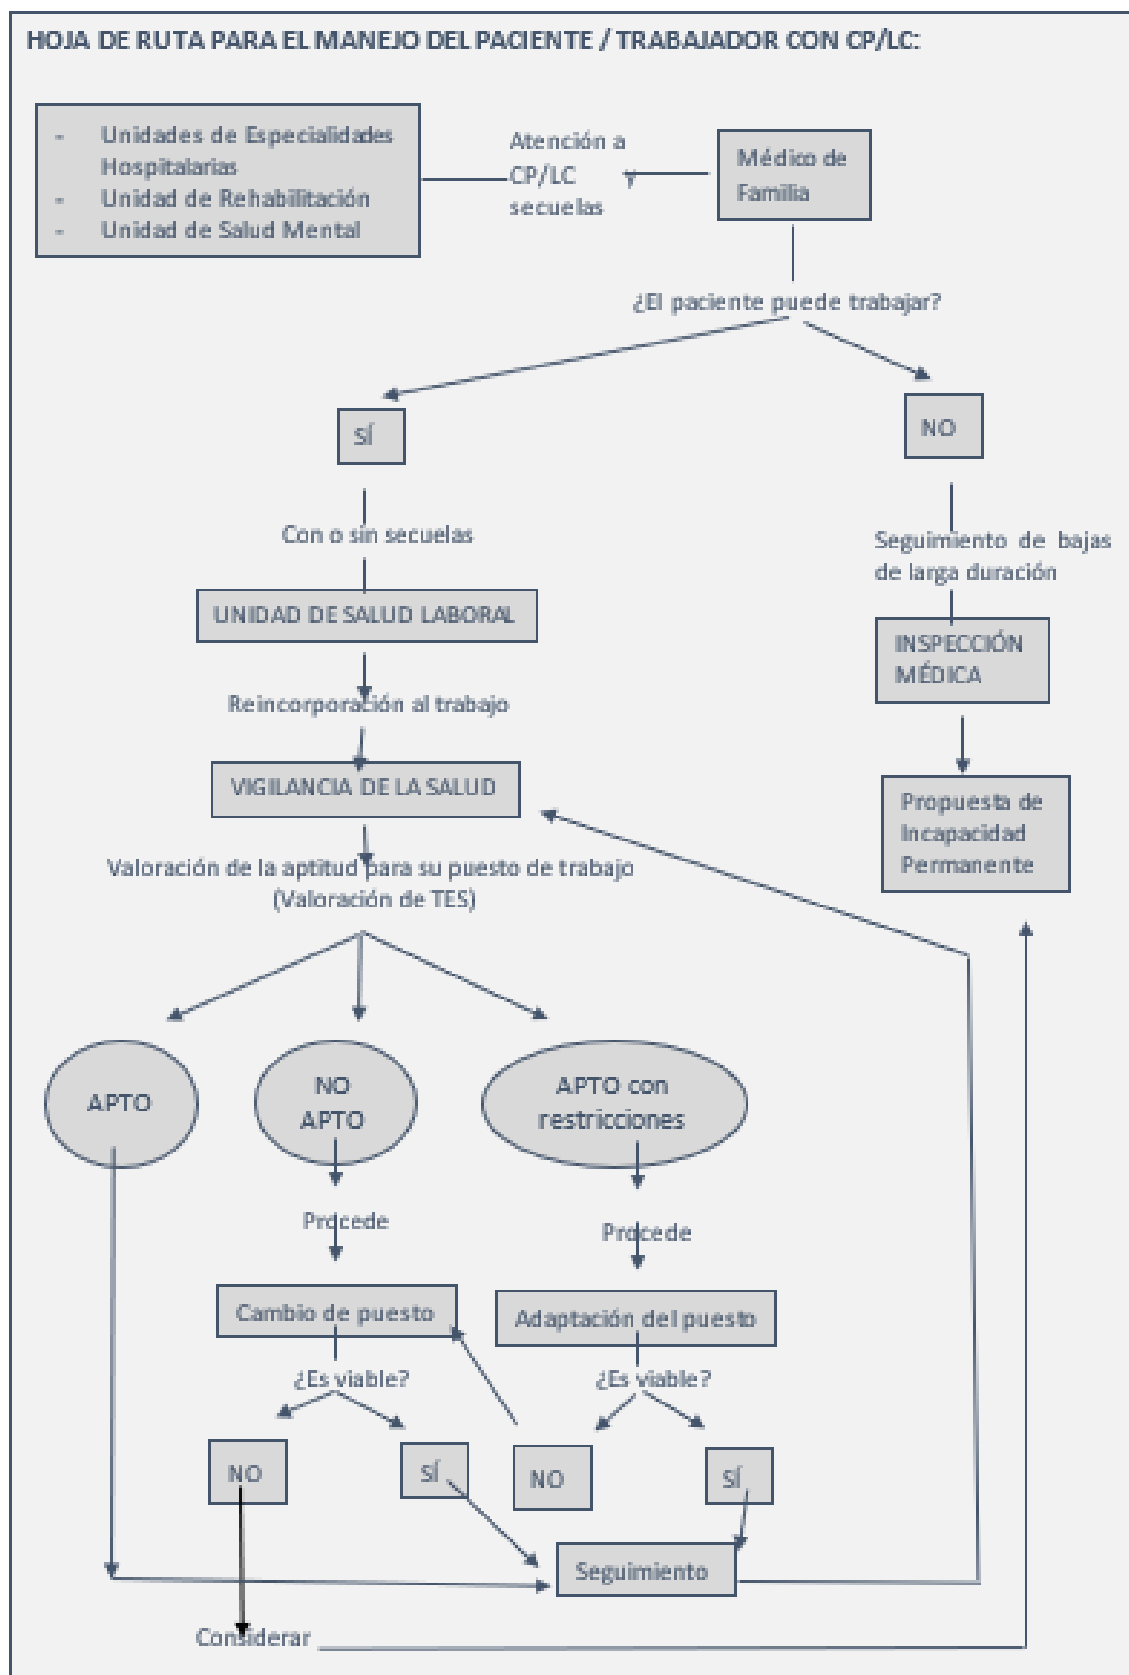 HOJA DE RUTA PARA EL MANEJO DEL PACIENTE / TRABAJADOR CON CP/LC:
- Unidades de Especialidades
Hospitalarias
- Unidad de Rehabilitación
- Unidad de Salud Mental
Atención a
CP/LC y
secuelas
Médico de
Familia
¿El paciente puede trabajar?
SÍ
NO
Con o sin secuelas
Seguimiento de bajas
de larga duración
UNIDAD DE SALUD LABORAL
INSPECCIÓN
MÉDICA
Reincorporación al trabajo
VIGILANCIA DE LA SALUD
Propuesta de
Incapacidad
Permanente
Valoración de la aptitud para su puesto de trabajo
(Valoración de TES)
APTO
NO
APTO
APTO con
restricciones
Procede
Procede
Cambio de puesto
Adaptación del puesto
¿Es viable?
¿Es viable?
NO
SÍ
NO
SÍ
Seguimiento
Considerar